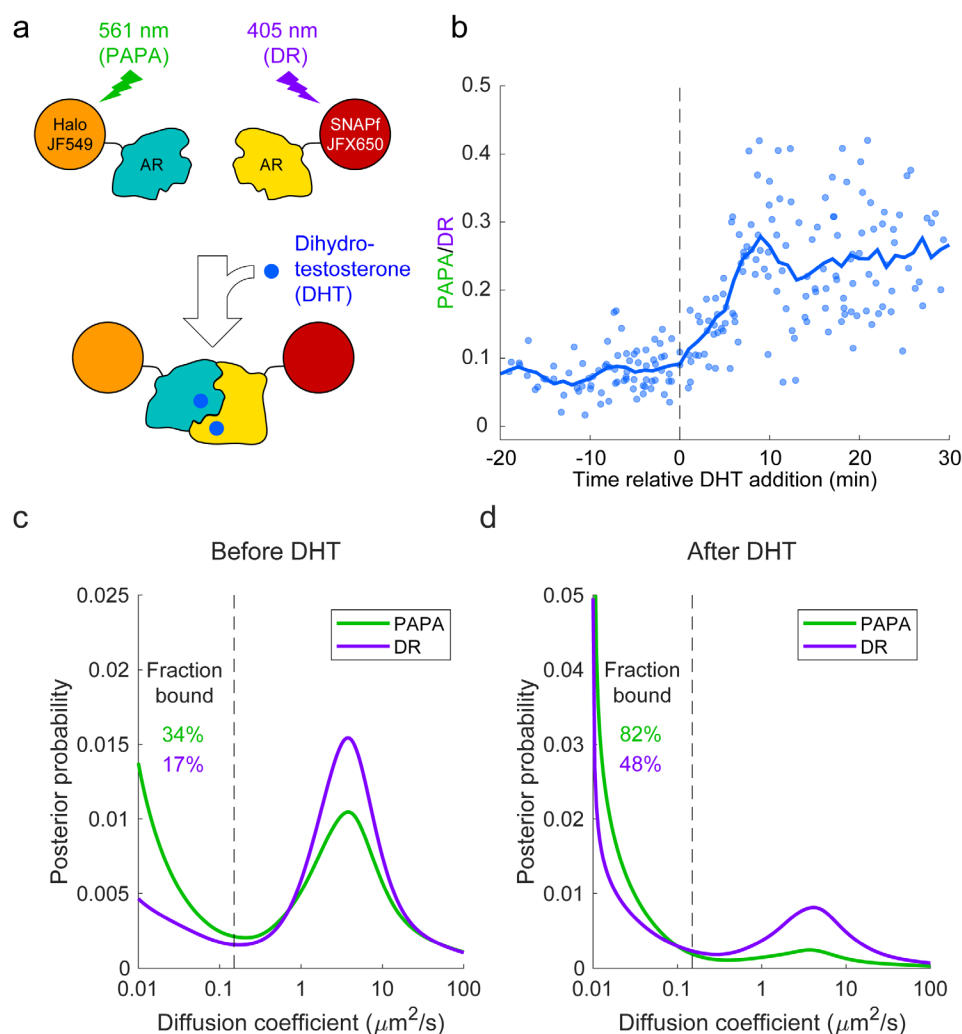 a
561 nm
(PAPA)
405 nm
(DR)
Halo
JF549
AR
AR
SNAPf
JFX650
Dihydro-
testosterone
(DHT)
b
PAPA/DR
0.5
0.4
0.3
0.2
0.1
0
-20
-10
0
10
20
30
Time relative DHT addition (min)
c
Before DHT
Posterior probability
0.025
0.020
0.015
0.010
0.005
0
PAPA
DR
Fraction
bound
34%
17%
0.01
0.1
1
10
100
Diffusion coefficient (μm²/s)
d
After DHT
Posterior probability
0.05
0.04
0.03
0.02
0.01
0
PAPA
DR
Fraction
bound
82%
48%
0.01
0.1
1
10
100
Diffusion coefficient (μm²/s)